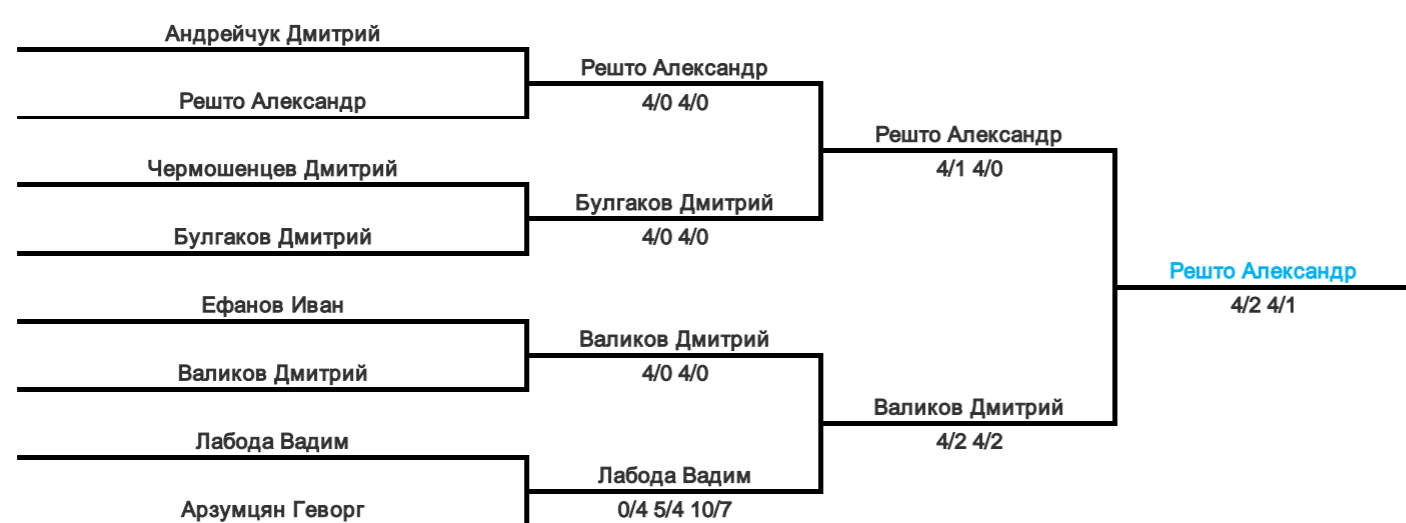 Андрейчук Дмитрий
Решто Александр
Чермошенцев Дмитрий
Булгаков Дмитрий
Ефанов Иван
Валиков Дмитрий
Лабода Вадим
Арзумцян Геворг
Решто Александр
4/0 4/0
Булгаков Дмитрий
4/0 4/0
Валиков Дмитрий
4/0 4/0
Лабода Вадим
0/4 5/4 10/7
Решто Александр
4/1 4/0
Валиков Дмитрий
4/2 4/2
Решто Александр
4/2 4/1